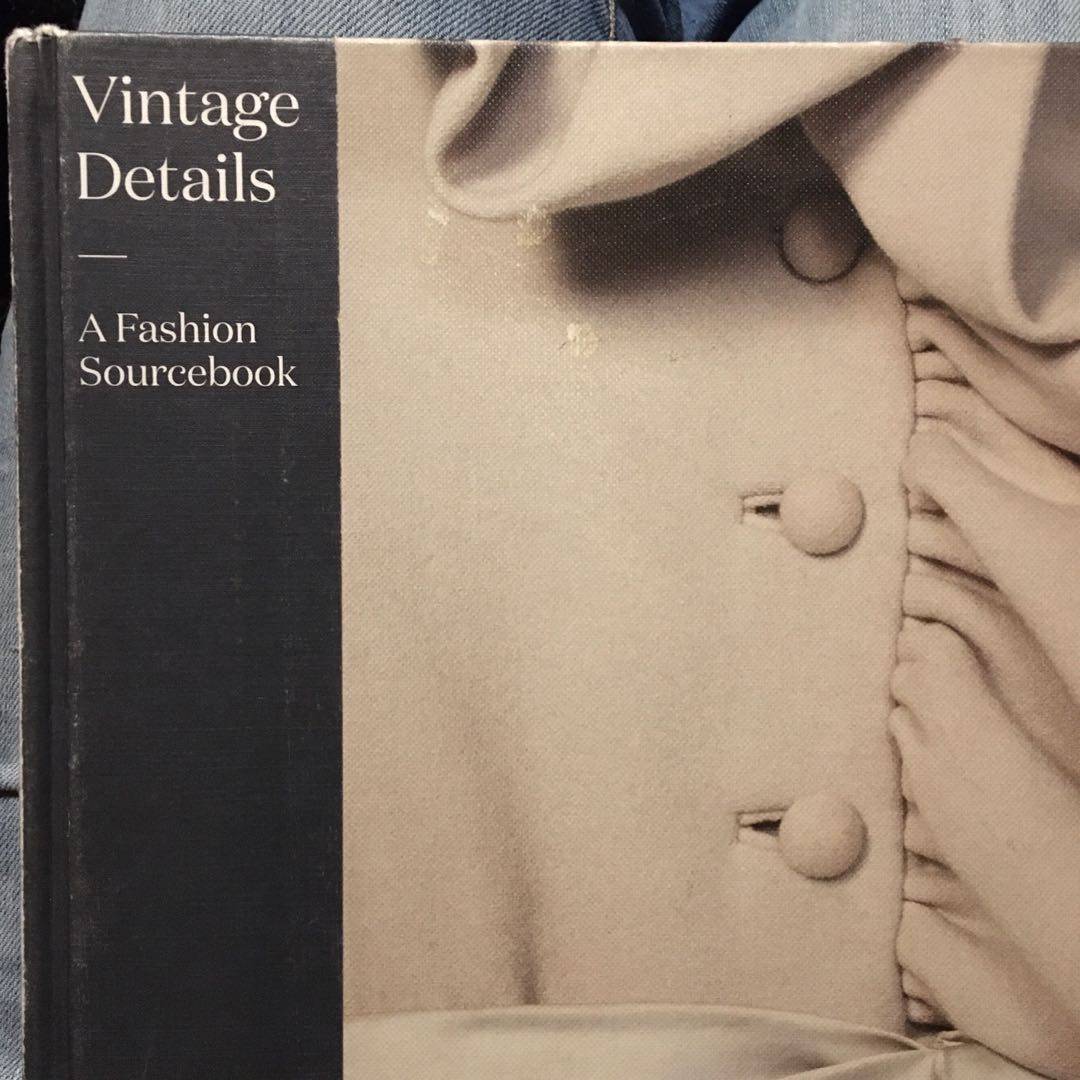 Vintage
Details
A Fashion
Sourcebook